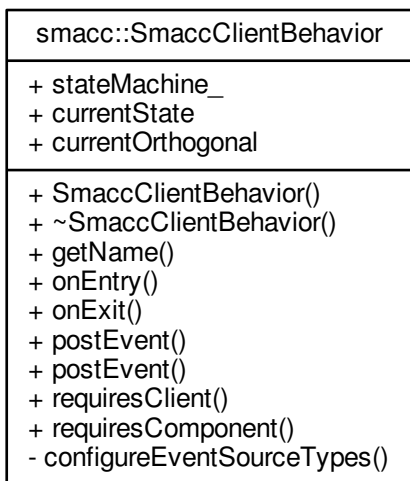 smacc::SmaccClientBehavior
+ stateMachine_
+ currentState
+ currentOrthogonal
+ SmaccClientBehavior()
+ ~SmaccClientBehavior()
+ getName()
+ onEntry()
+ onExit()
+ postEvent()
+ postEvent()
+ requiresClient()
+ requiresComponent()
- configureEventSourceTypes()